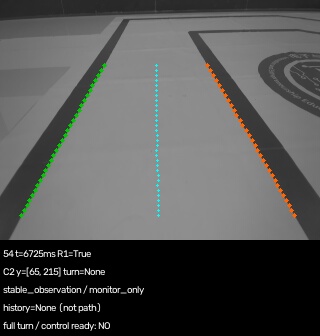 54 t=6725ms R1=True
C2 y=[65, 215] turn=None
stable_observation / monitor_only
history=None (not path)
full turn / control ready: NO